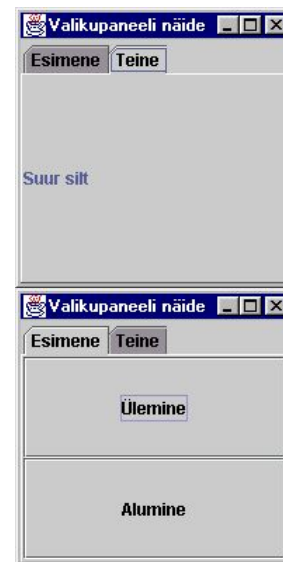 Valikupaneeli näide
Esimene Teine
Suur silt
Valikupaneeli näide
Esimene Teine
Ülemine
Alumine